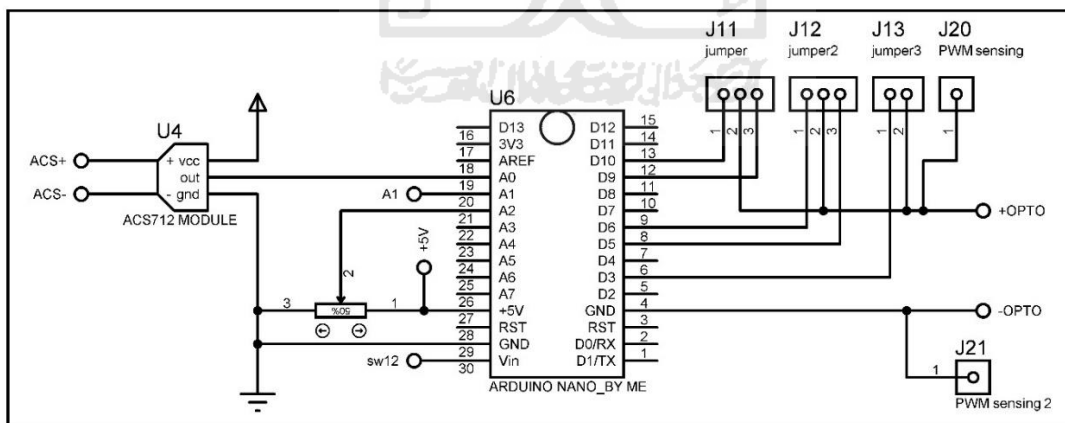 J11
jumper
J12
jumper2
J13
jumper3
J20
PWM sensing
1
2
3
1
2
3
1
2
1
U4
ACS+
ACS-
+ vcc
out
- gnd
ACS712 MODULE
A1
+5V
2
3
50%
1
sw12
U6
16 D13
17 3V3
18 AREF
19 A0
20 A1
21 A2
22 A3
23 A4
24 A5
25 A6
26 A7
27 +5V
28 RST
29 GND
30 Vin
D12 15
D11 14
D10 13
D9 12
D8 11
D7 10
D6 9
D5 8
D4 7
D3 6
D2 5
GND 4
RST 3
D0/RX 2
D1/TX 1
ARDUINO NANO_BY ME
+OPTO
-OPTO
J21
1
PWM sensing 2